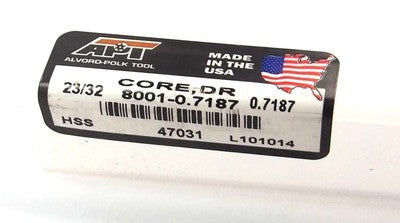 APT
ALVORD-POLK TOOL
MADE
IN THE
USA
CORE,DR
23/32 8001-0.7187 0.7187
HSS 47031 L101014